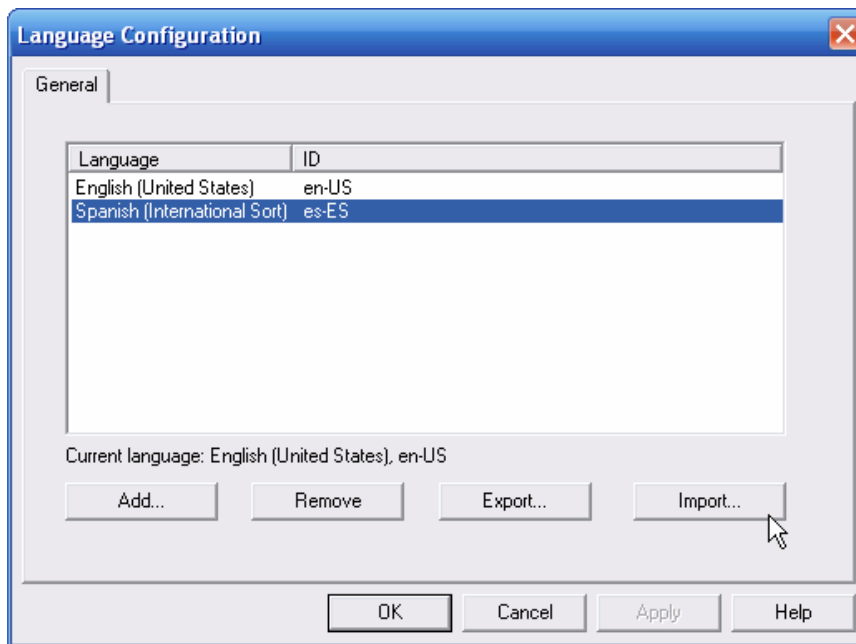 Language Configuration
General
Language ID
English (United States) en-US
Spanish (International Sort) es-ES
Current language: English (United States), en-US
Add... Remove Export... Import...
OK Cancel Apply Help